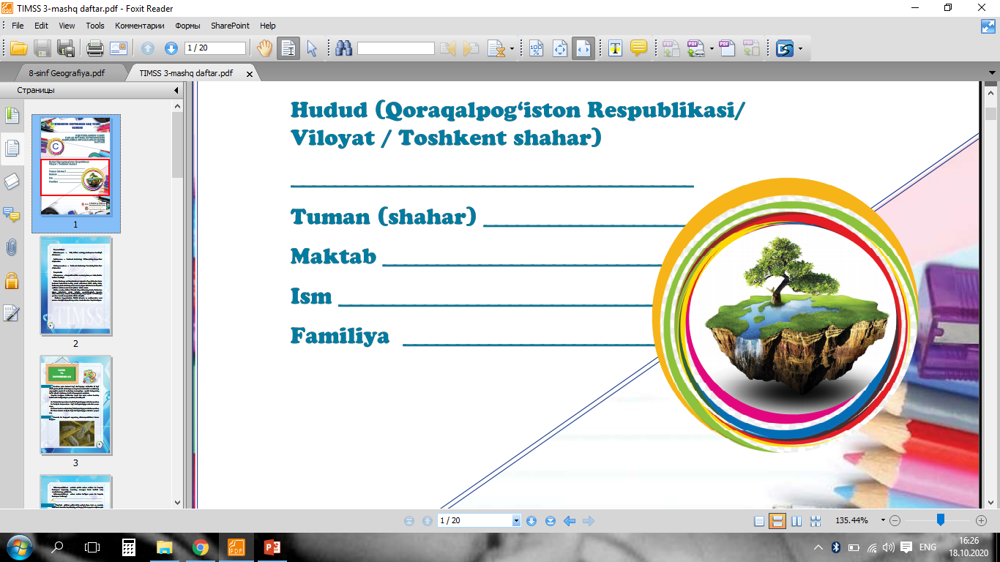 TIMSS 3-mashq daftar.pdf - Foxit Reader
File Edit View Tools Комментарии Формы SharePoint Help
1 / 20
8-sinf Geografiya.pdf
TIMSS 3-mashq daftar.pdf
Страницы
Hudud (Qoraqalpog‘iston Respublikasi/
Viloyat / Toshkent shahar)
Tuman (shahar)
Maktab
Ism
Familiya
1
2
3
1 / 20
135.44%
ENG
16:26
18.10.2020